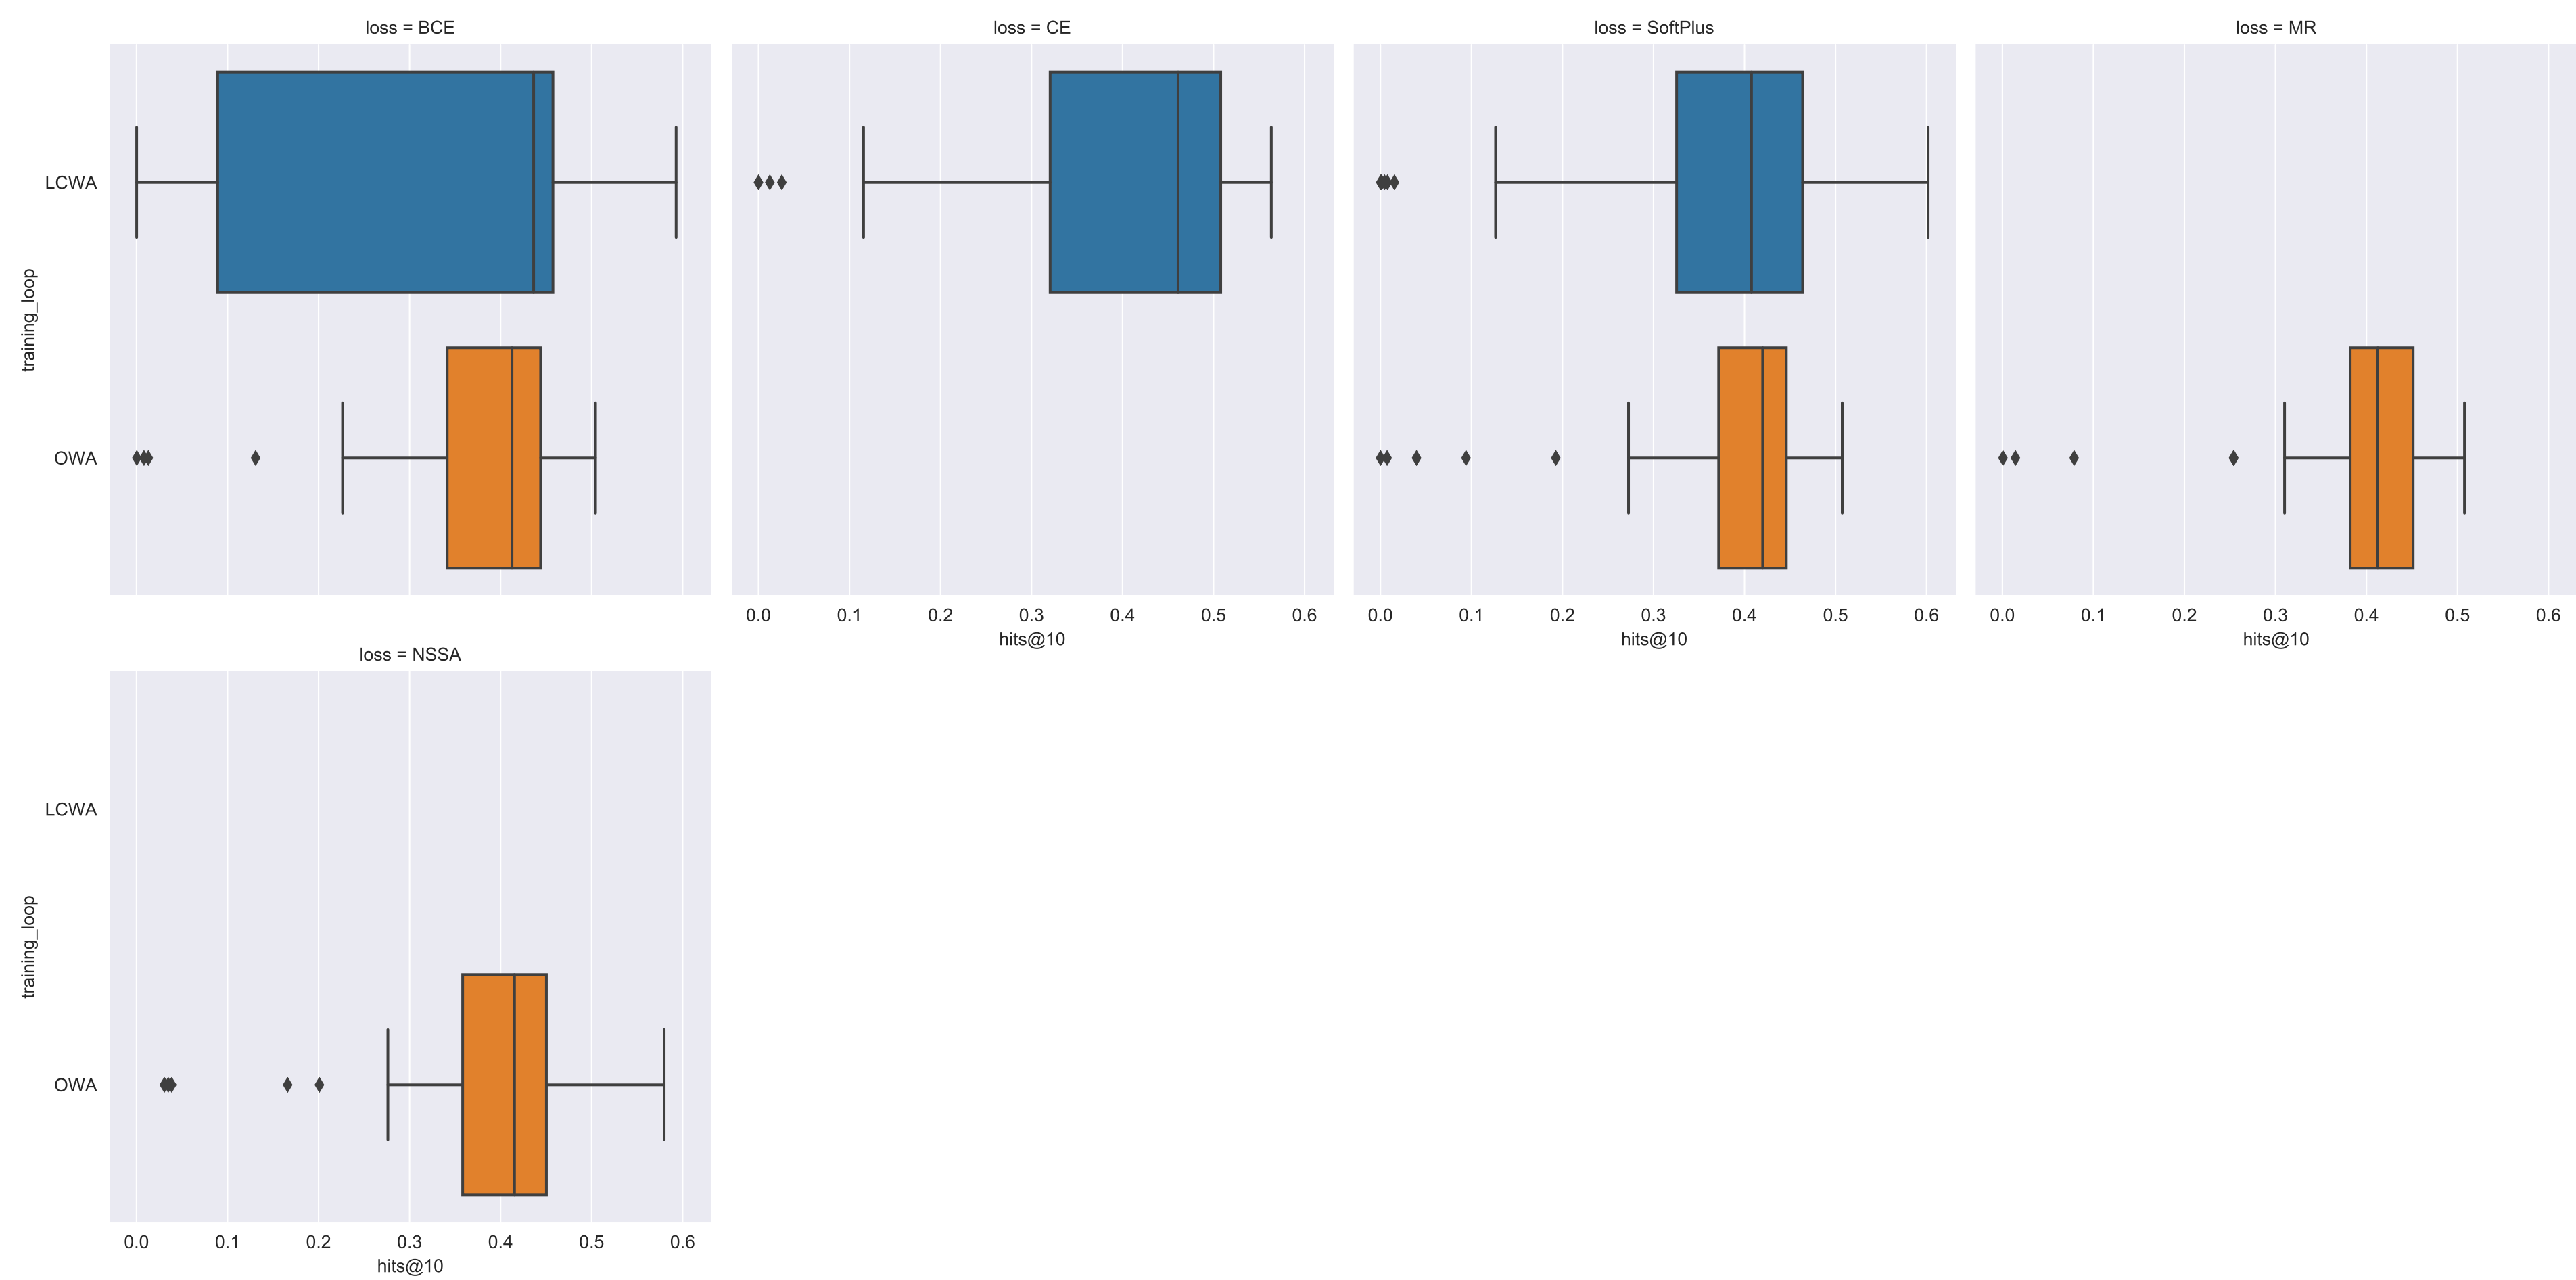 loss = BCE
loss = CE
loss = SoftPlus
loss = MR
training_loop
LCWA
OWA
0.0 0.1 0.2 0.3 0.4 0.5 0.6
hits@10
0.0 0.1 0.2 0.3 0.4 0.5 0.6
hits@10
0.0 0.1 0.2 0.3 0.4 0.5 0.6
hits@10
loss = NSSA
training_loop
LCWA
OWA
0.0 0.1 0.2 0.3 0.4 0.5 0.6
hits@10